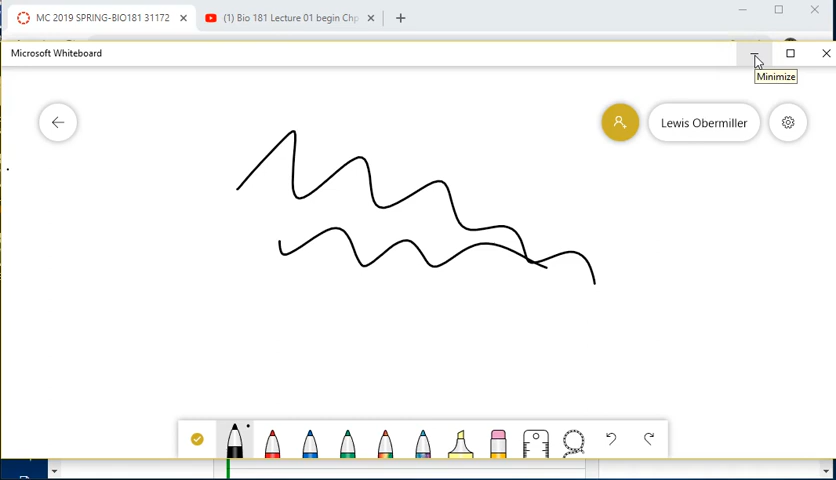 MC 2019 SPRING-BIO181 31172
(1) Bio 181 Lecture 01 begin Chp
Microsoft Whiteboard
Minimize
Lewis Obermiller